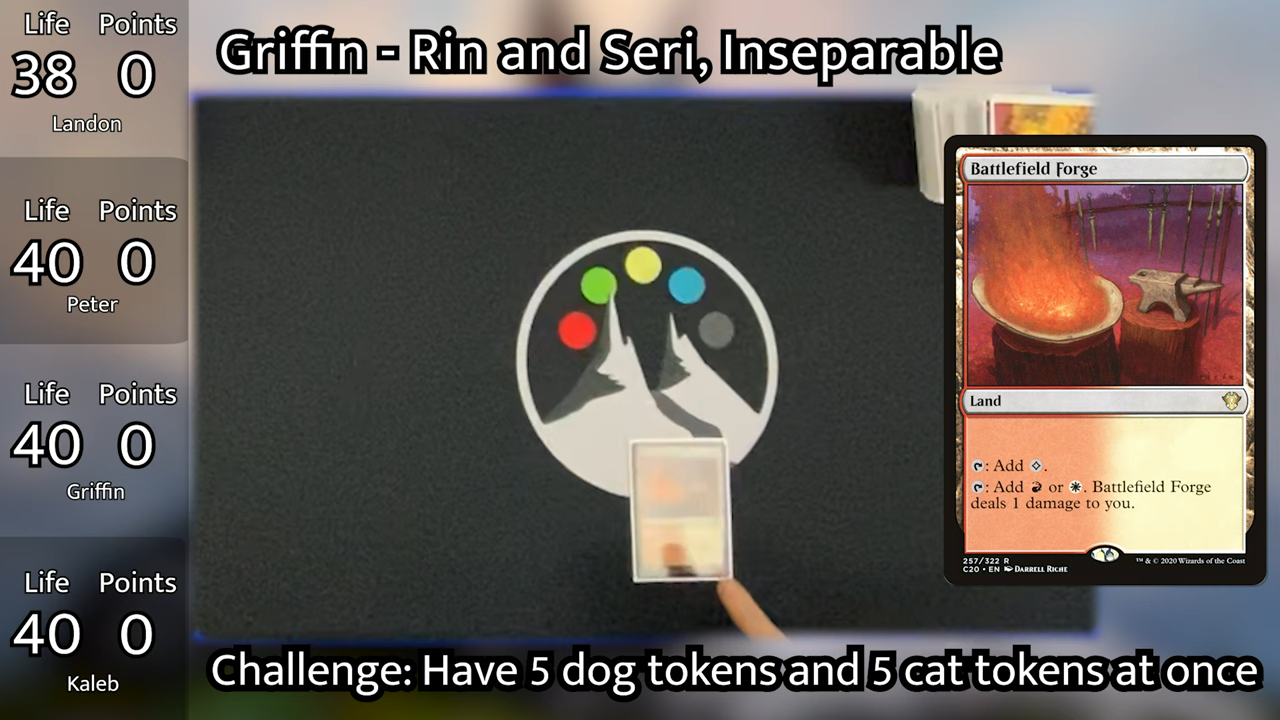 Life Points
38 0
Landon
Life Points
40 0
Peter
Life Points
40 0
Griffin
Life Points
40 0
Kaleb
Griffin - Rin and Seri, Inseparable
Battlefield Forge
Land
: Add .
: Add or . Battlefield Forge
deals 1 damage to you.
257/322 R
C20 • EN Darrell Riche
™ & © 2020 Wizards of the Coast
Challenge: Have 5 dog tokens and 5 cat tokens at once